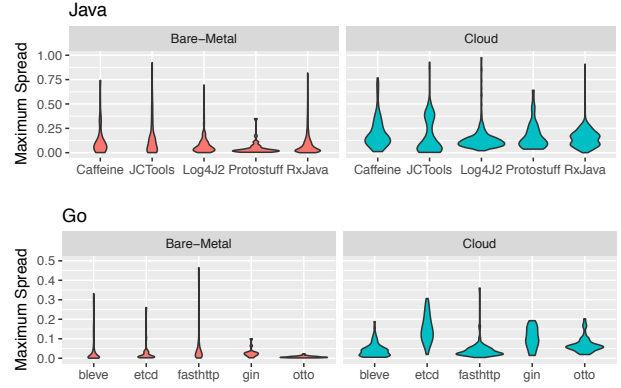 Java
Bare−Metal Cloud
Maximum Spread
1.00
0.75
0.50
0.25
0.00
Caffeine JCTools Log4J2 Protostuff RxJava Caffeine JCTools Log4J2 Protostuff RxJava
Go
Bare−Metal Cloud
Maximum Spread
0.5
0.4
0.3
0.2
0.1
0.0
bleve etcd fasthttp gin otto bleve etcd fasthttp gin otto